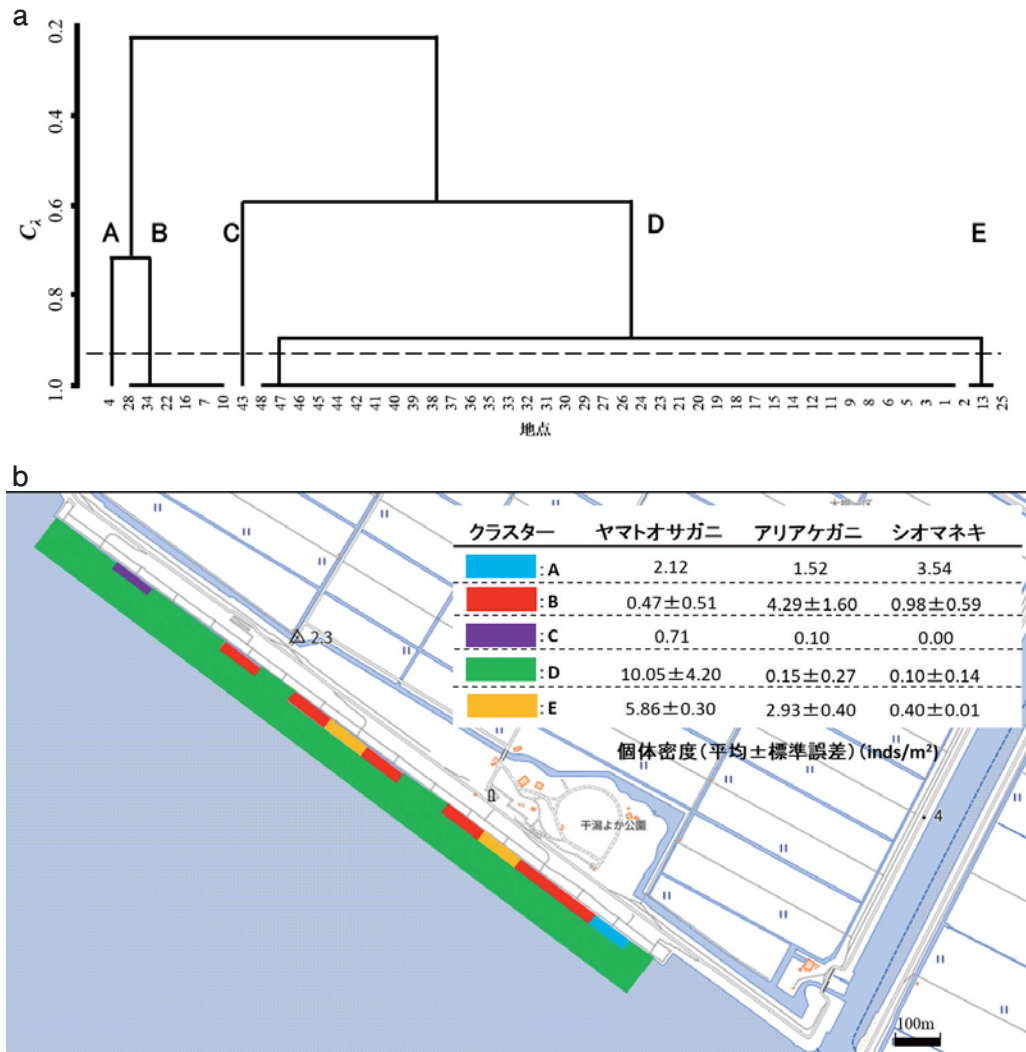 a
0.2
0.4
0.6
0.8
1.0
Cλ
A B C D E
4 28 34 22 16 7 10 43 48 47 46 45 44 42 41 40 39 38 37 36 35 33 32 31 30 29 27 26 24 23 21 20 19 18 17 15 14 12 11 9 8 6 5 3 1 2 13 25
地点
b
クラスター ヤマトオサガニ アリアケガニ シオマネキ
:A 2.12 1.52 3.54
:B 0.47±0.51 4.29±1.60 0.98±0.59
:C 0.71 0.10 0.00
:D 10.05±4.20 0.15±0.27 0.10±0.14
:E 5.86±0.30 2.93±0.40 0.40±0.01
個体密度(平均±標準誤差)(inds/m²)
2.3
干潟よか公園
4
100m